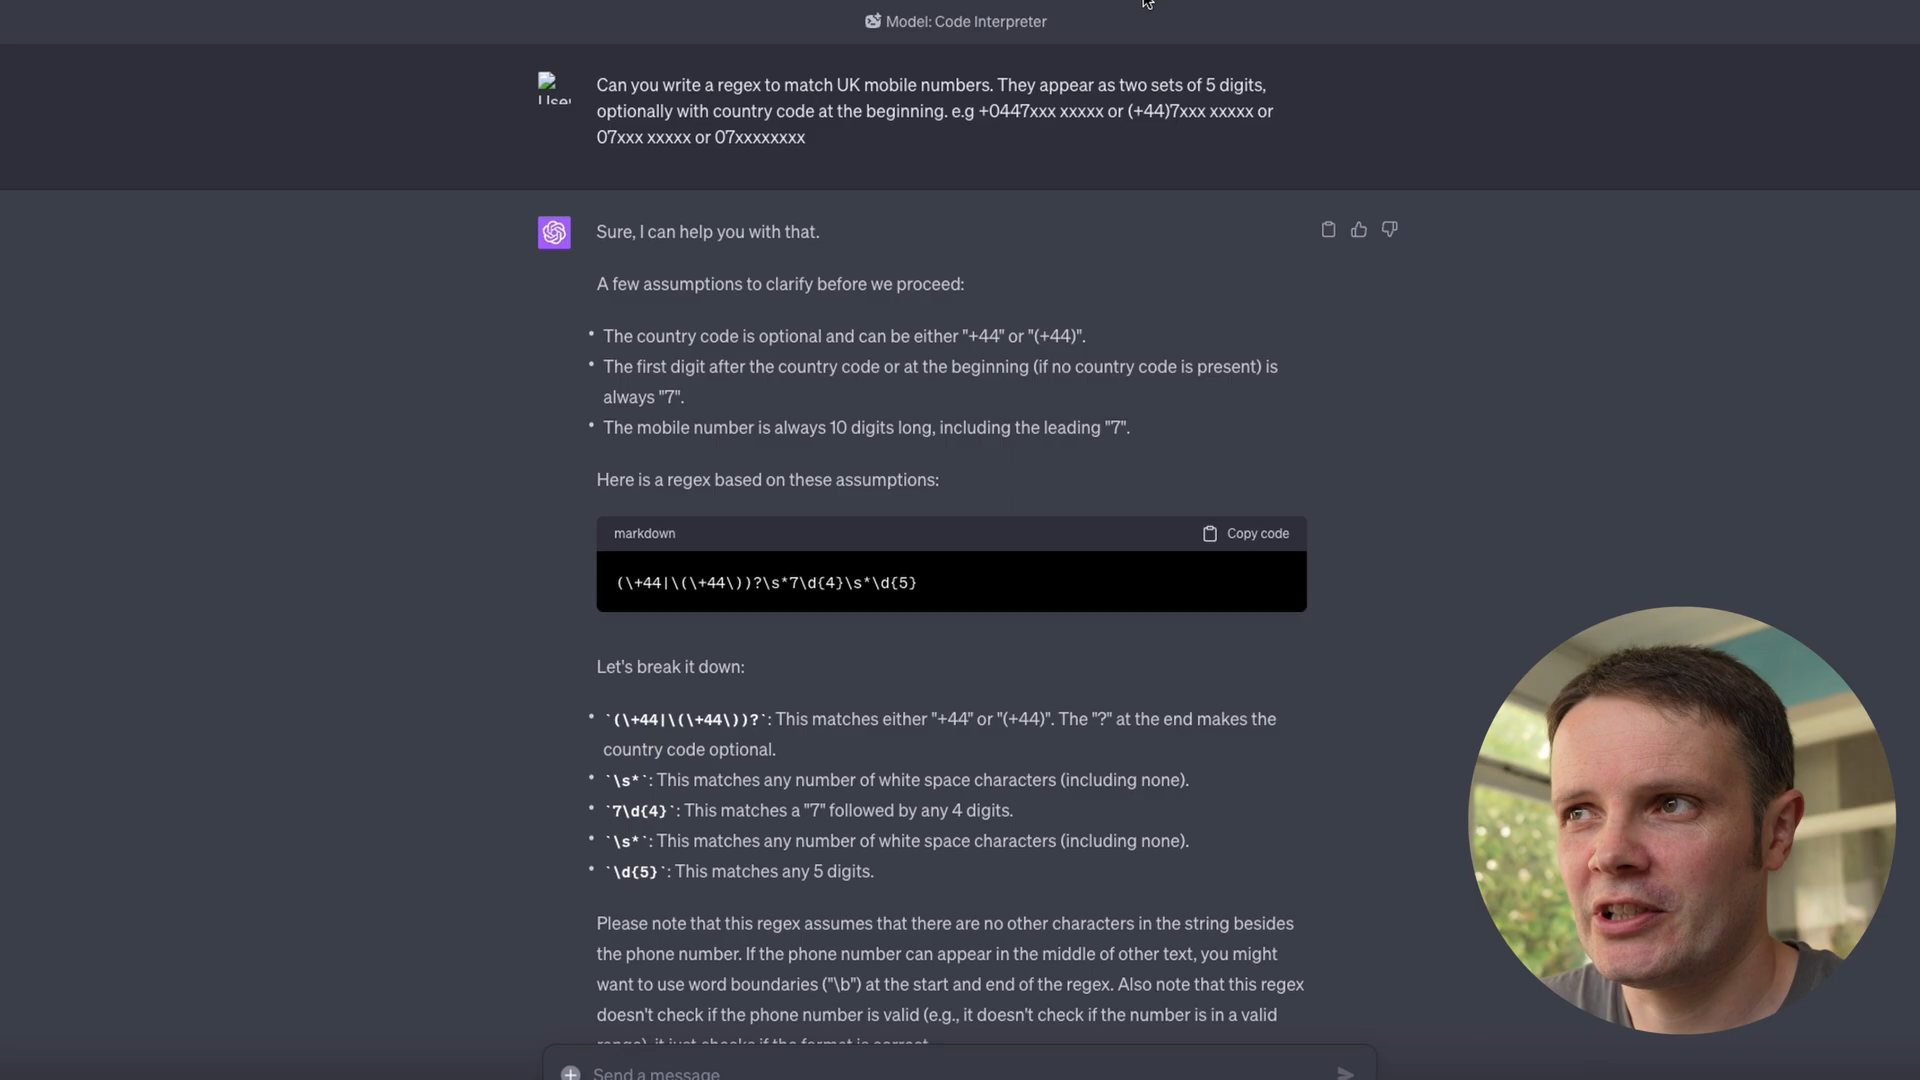 Model: Code Interpreter
Use
Can you write a regex to match UK mobile numbers. They appear as two sets of 5 digits,
optionally with country code at the beginning. e.g +0447xxx xxxxx or (+44)7xxx xxxxx or
07xxx xxxxx or 07xxxxxxxx
Sure, I can help you with that.
A few assumptions to clarify before we proceed:
• The country code is optional and can be either "+44" or "(+44)".
• The first digit after the country code or at the beginning (if no country code is present) is
always "7".
• The mobile number is always 10 digits long, including the leading "7".
Here is a regex based on these assumptions:
markdown
Copy code
(\+44|\(\+44\))?\s*7\d{4}\s*\d{5}
Let's break it down:
• `(\+44|\(\+44\))?`: This matches either "+44" or "(+44)". The "?" at the end makes the
country code optional.
• `\s*`: This matches any number of white space characters (including none).
• `7\d{4}`: This matches a "7" followed by any 4 digits.
• `\s*`: This matches any number of white space characters (including none).
• `\d{5}`: This matches any 5 digits.
Please note that this regex assumes that there are no other characters in the string besides
the phone number. If the phone number can appear in the middle of other text, you might
want to use word boundaries ("\b") at the start and end of the regex. Also note that this regex
doesn't check if the phone number is valid (e.g., it doesn't check if the number is in a valid
range), it just checks if the format is correct.
Send a message